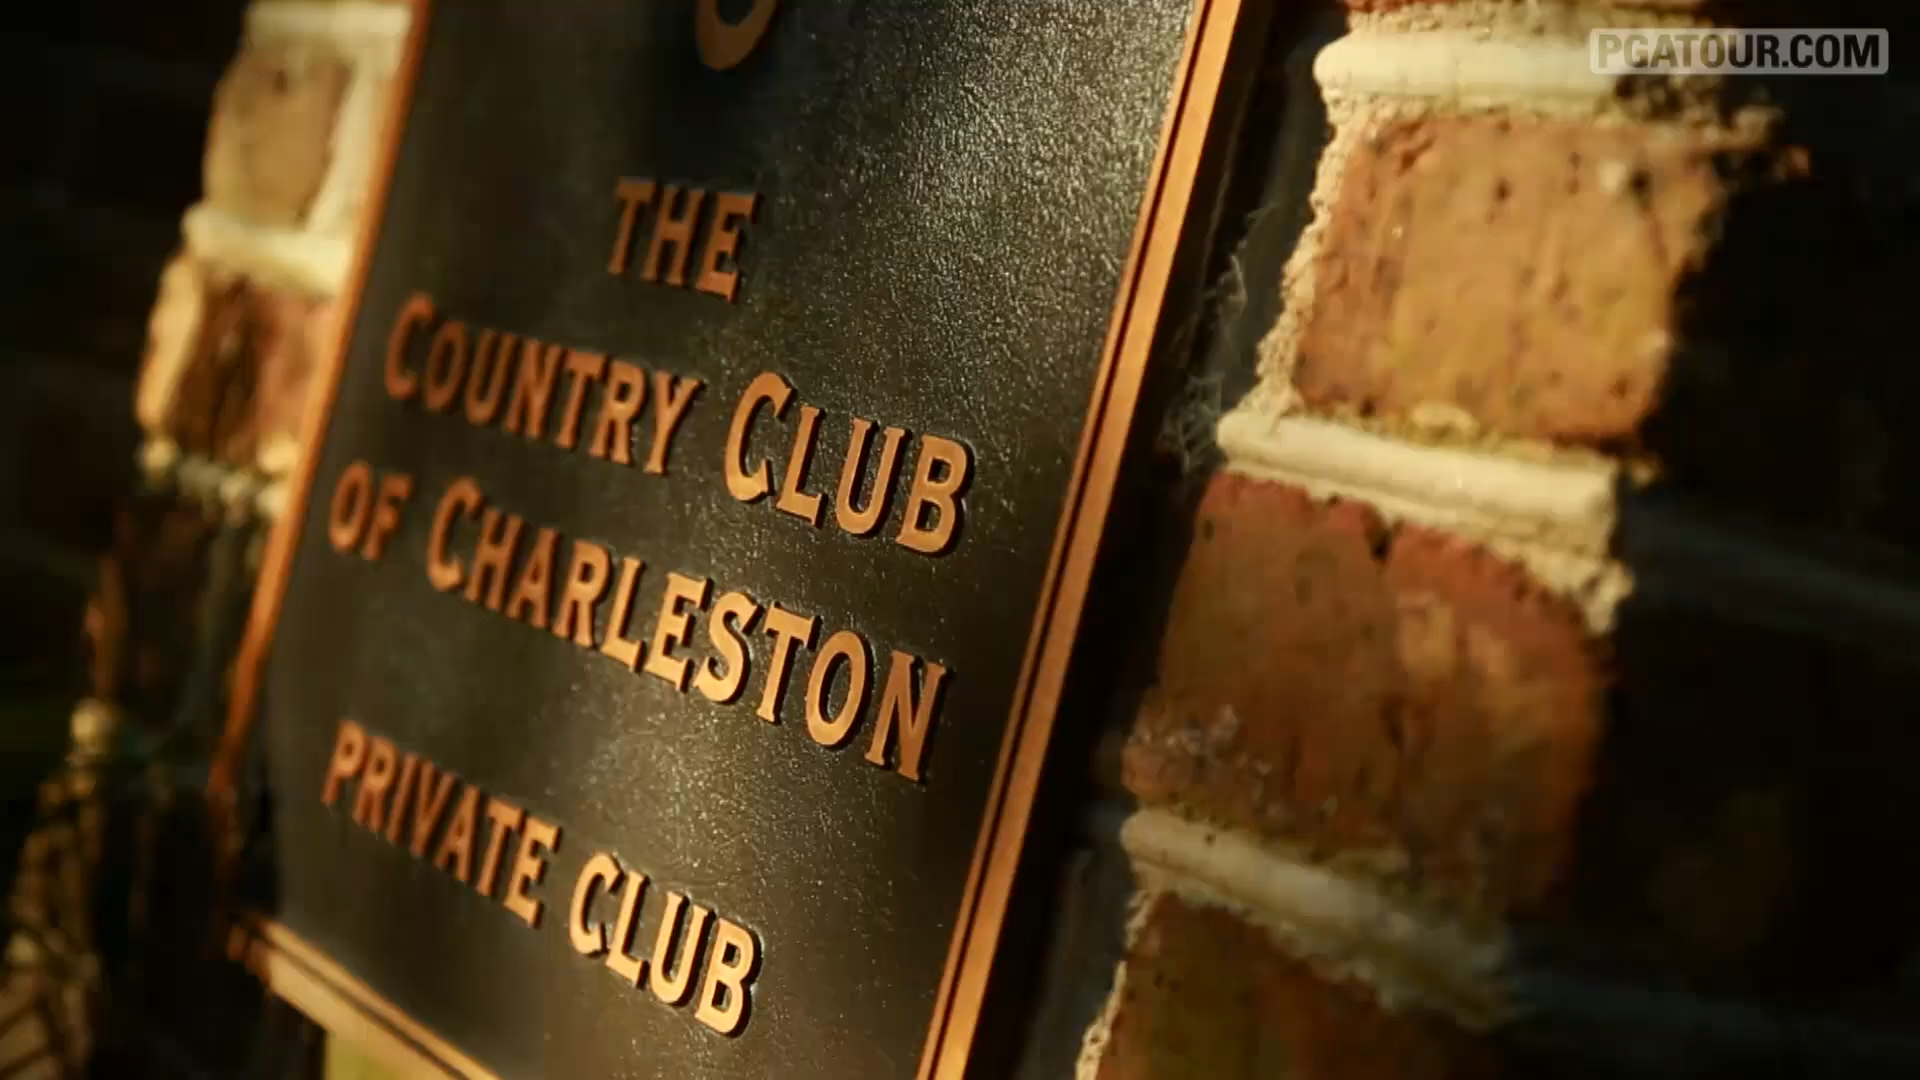 PGATOUR.COM
THE
COUNTRY CLUB
OF CHARLESTON
PRIVATE CLUB